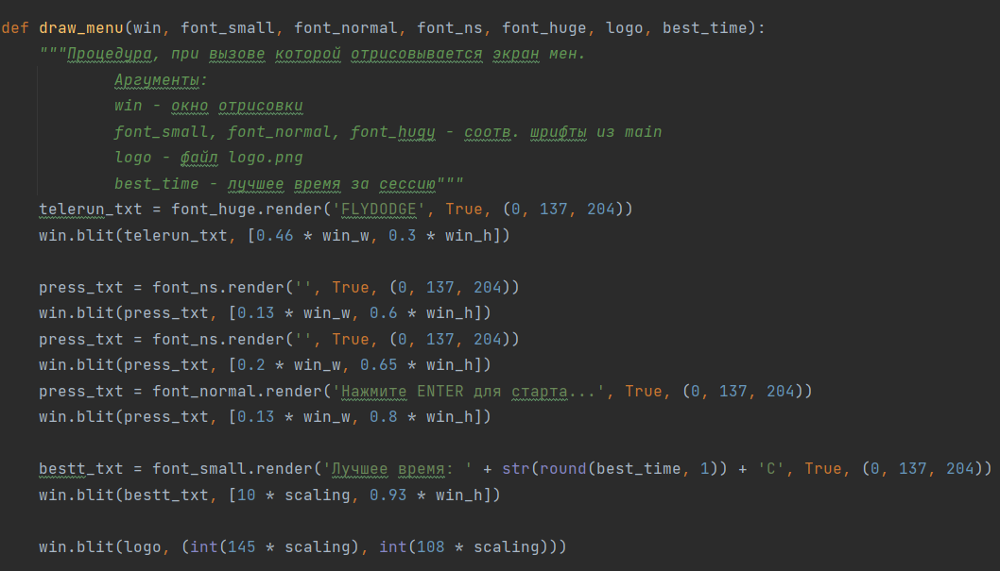 def draw_menu(win, font_small, font_normal, font_ns, font_huge, logo, best_time):
"""Процедура, при вызове которой отрисовывается экран мен.
Аргументы:
win - окно отрисовки
font_small, font_normal, font_hugу - соотв. шрифты из main
logo - файл logo.png
best_time - лучшее время за сессию"""
telerun_txt = font_huge.render('FLYDODGE', True, (0, 137, 204))
win.blit(telerun_txt, [0.46 * win_w, 0.3 * win_h])
press_txt = font_ns.render('', True, (0, 137, 204))
win.blit(press_txt, [0.13 * win_w, 0.6 * win_h])
press_txt = font_ns.render('', True, (0, 137, 204))
win.blit(press_txt, [0.2 * win_w, 0.65 * win_h])
press_txt = font_normal.render('Нажмите ENTER для старта...', True, (0, 137, 204))
win.blit(press_txt, [0.13 * win_w, 0.8 * win_h])
bestt_txt = font_small.render('Лучшее время: ' + str(round(best_time, 1)) + 'С', True, (0, 137, 204))
win.blit(bestt_txt, [10 * scaling, 0.93 * win_h])
win.blit(logo, (int(145 * scaling), int(108 * scaling)))